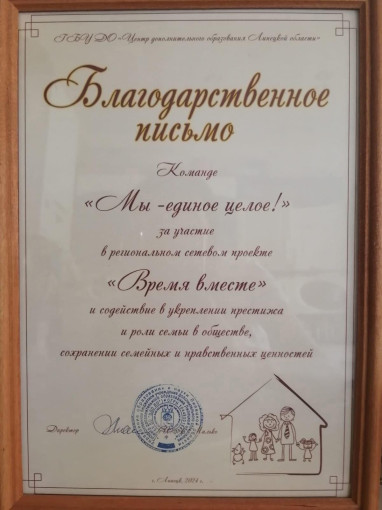 ГБУ ДО «Центр дополнительного образования Липецкой области»
Благодарственное
письмо
Команде
«Мы -единое целое!»
за участие
в региональном сетевом проекте
«Время вместе»
и содействие в укреплении престижа
и роли семьи в обществе,
сохранении семейных и нравственных ценностей
Директор
г.Липецк, 2024 г.